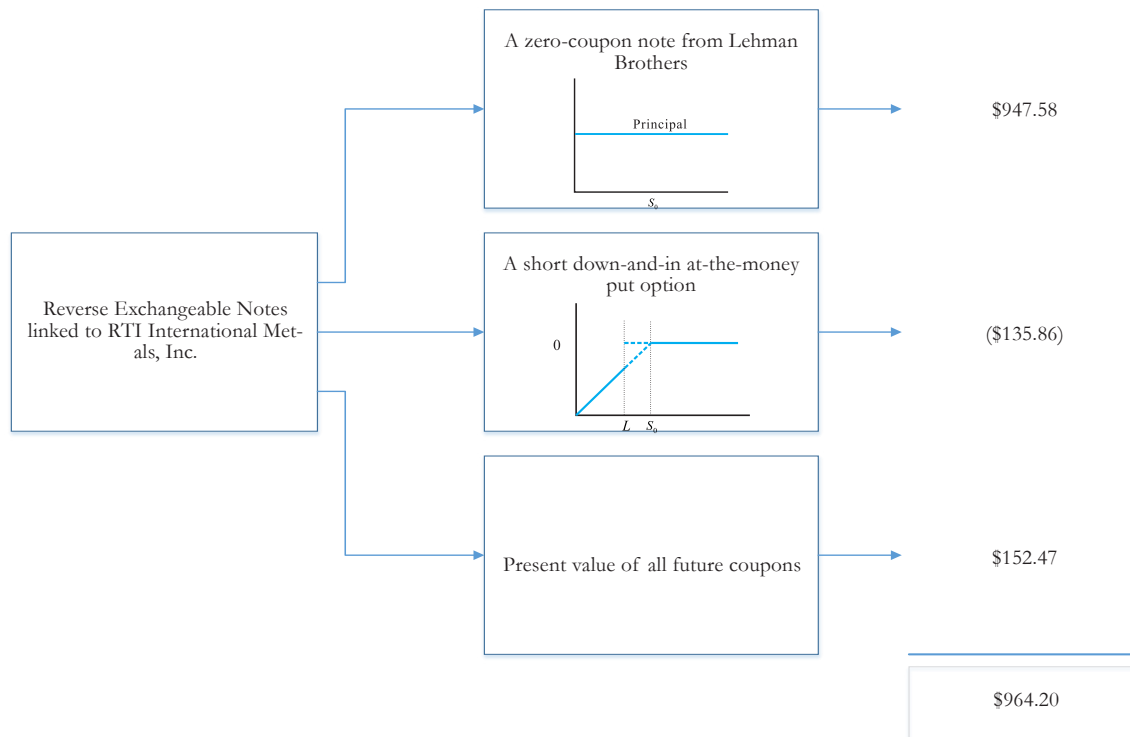 A zero-coupon note from Lehman
Brothers
Principal
S₀
$947.58
Reverse Exchangeable Notes
linked to RTI International Met-
als, Inc.
A short down-and-in at-the-money
put option
0
L S₀
($135.86)
Present value of all future coupons
$152.47
$964.20